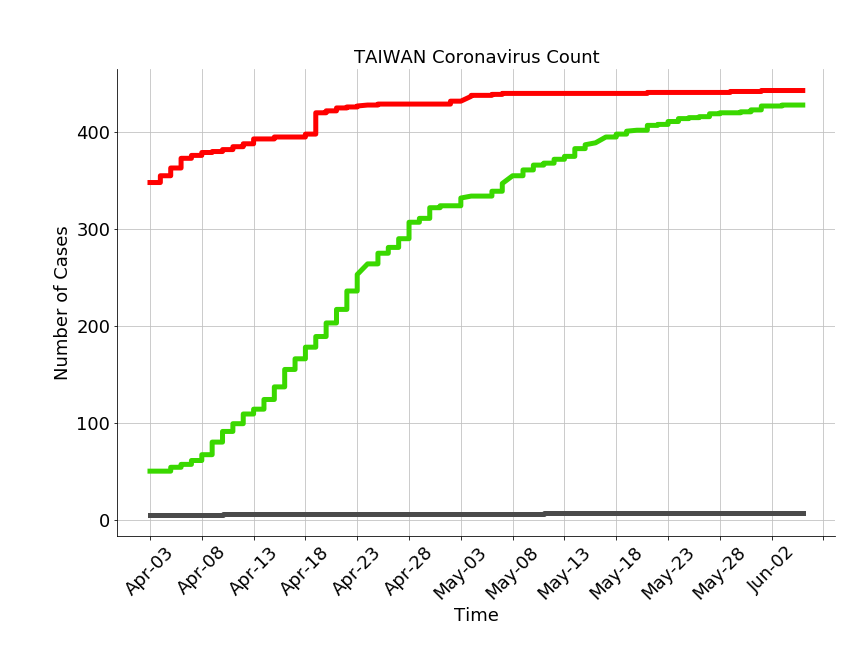 TAIWAN Coronavirus Count
Number of Cases
400
300
200
100
0
Apr-03
Apr-08
Apr-13
Apr-18
Apr-23
Apr-28
May-03
May-08
May-13
May-18
May-23
May-28
Jun-02
Time